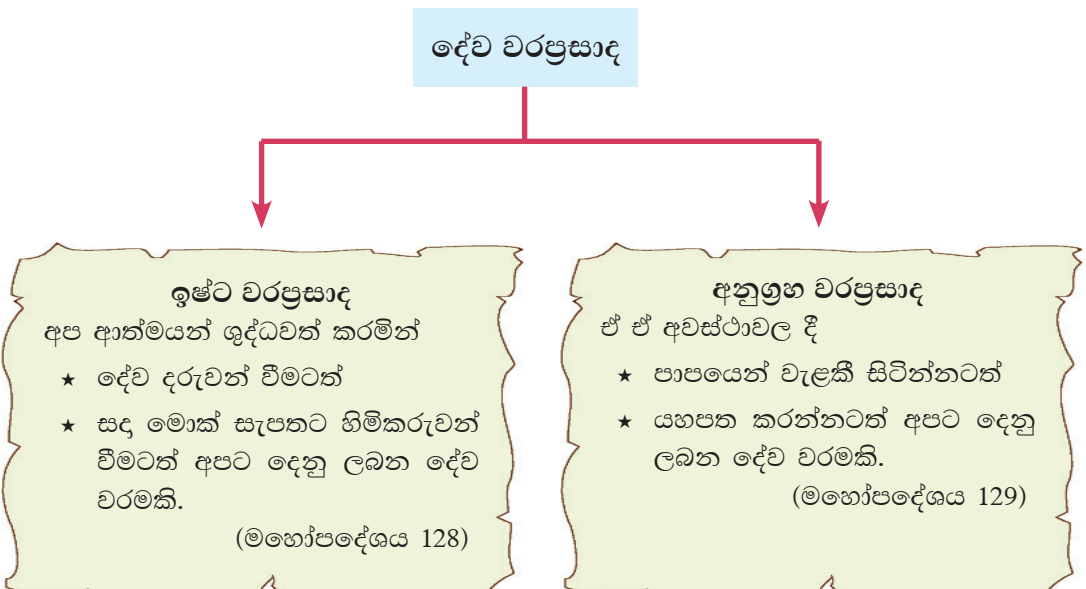 දේව වරප්‍රසාද
ඉෂ්ට වරප්‍රසාද
අප ආත්මයන් ශුද්ධවත් කරමින්
★ දේව දරුවන් වීමටත්
★ සදා මොක් සැපතට හිමිකරුවන්
වීමටත් අපට දෙනු ලබන දේව
වරමකි.
(මහෝපදේශය 128)
අනුග්‍රහ වරප්‍රසාද
ඒ ඒ අවස්ථාවල දී
★ පාපයෙන් වැළකී සිටින්නටත්
★ යහපත කරන්නටත් අපට දෙනු
ලබන දේව වරමකි.
(මහෝපදේශය 129)